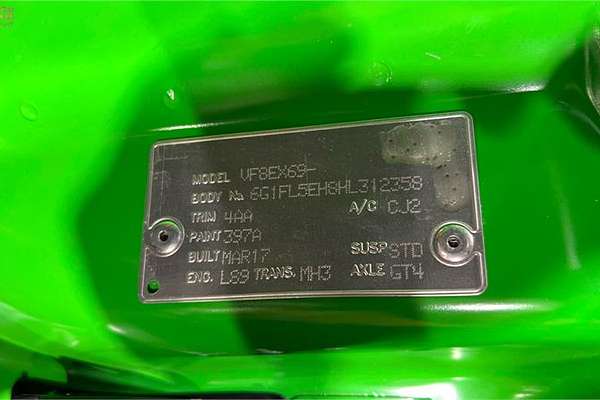 MODEL VF8EX69-
BODY No. 6G1FL5EH8HL312358
TRIM 4AA A/C CJ2
PAINT 397A
BUILT MAR17 SUSP STD
ENG. L89 TRANS. MH3 AXLE GT4